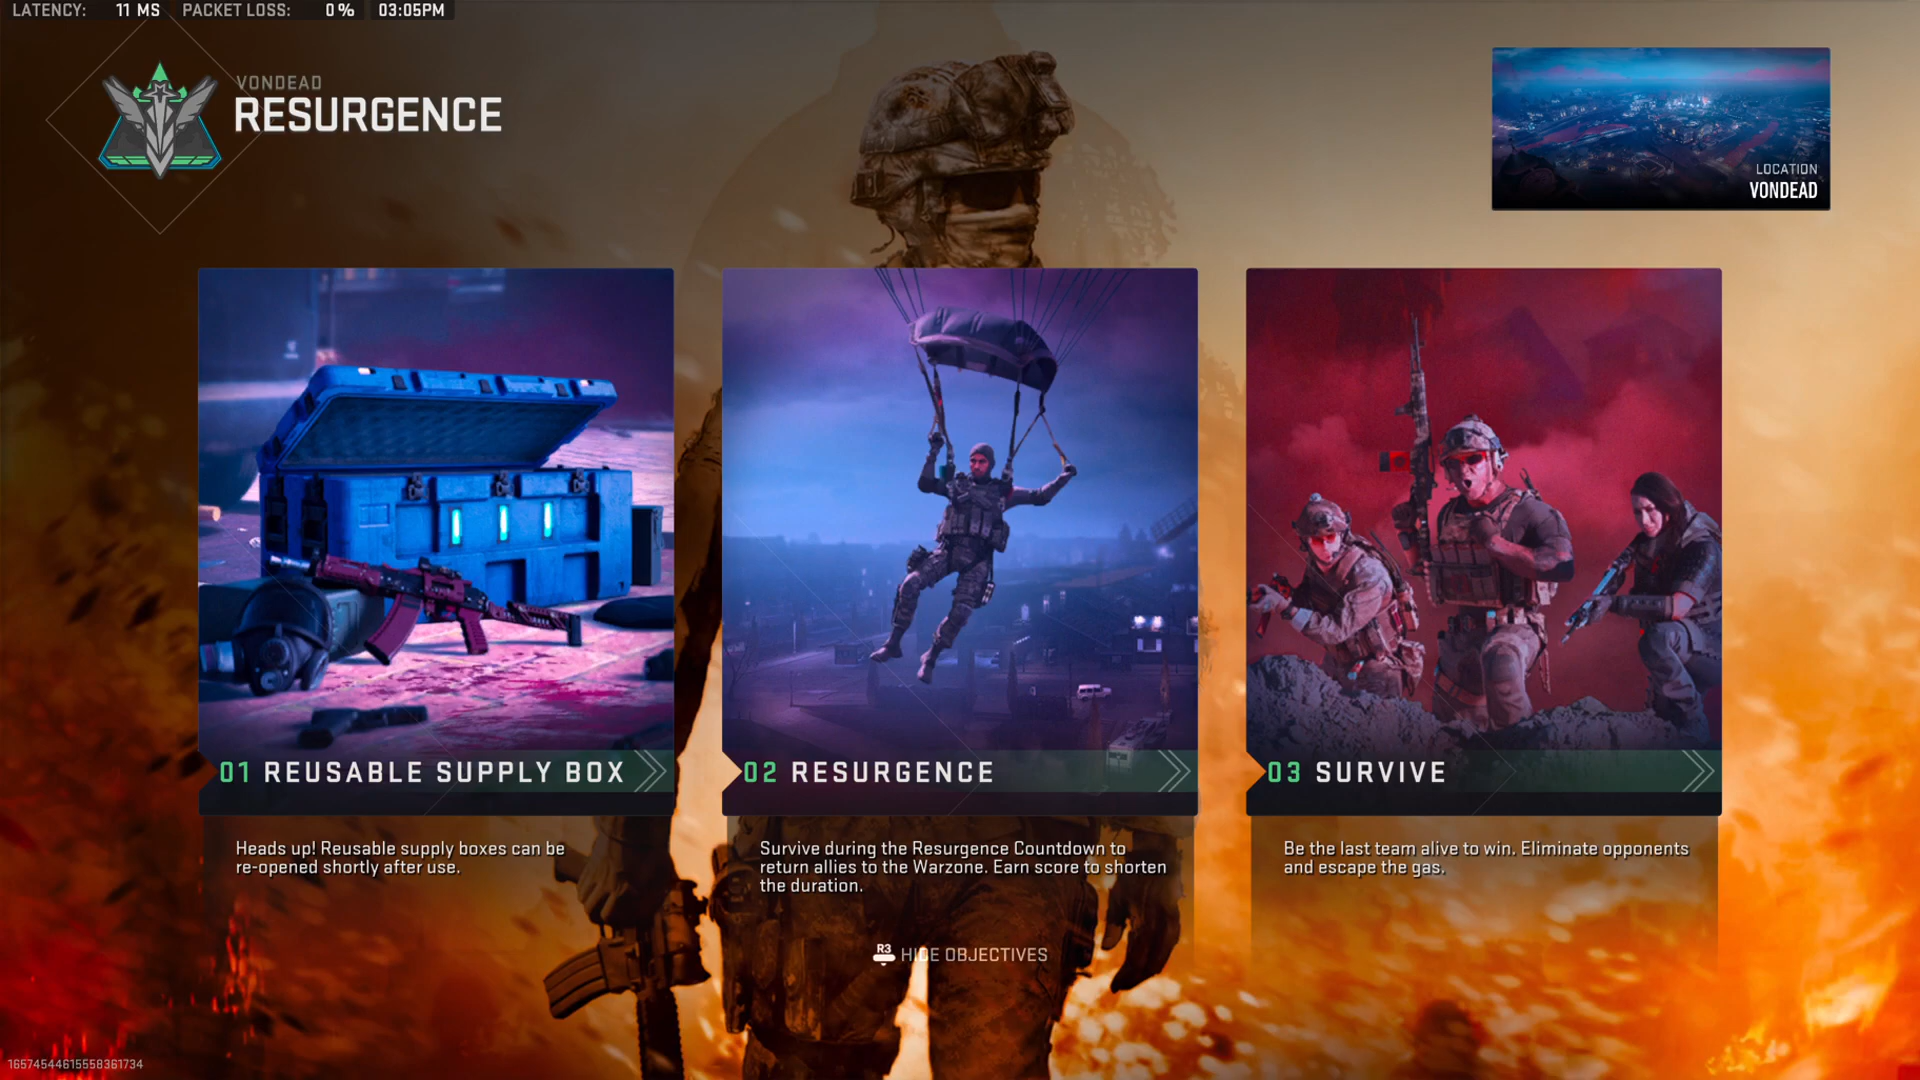 LATENCY: 11 MS PACKET LOSS: 0 % 03:05PM
VONDEAD
RESURGENCE
LOCATION
VONDEAD
01 REUSABLE SUPPLY BOX
Heads up! Reusable supply boxes can be
re-opened shortly after use.
02 RESURGENCE
Survive during the Resurgence Countdown to
return allies to the Warzone. Earn score to shorten
the duration.
03 SURVIVE
Be the last team alive to win. Eliminate opponents
and escape the gas.
R3 HIDE OBJECTIVES
16574544615558361734